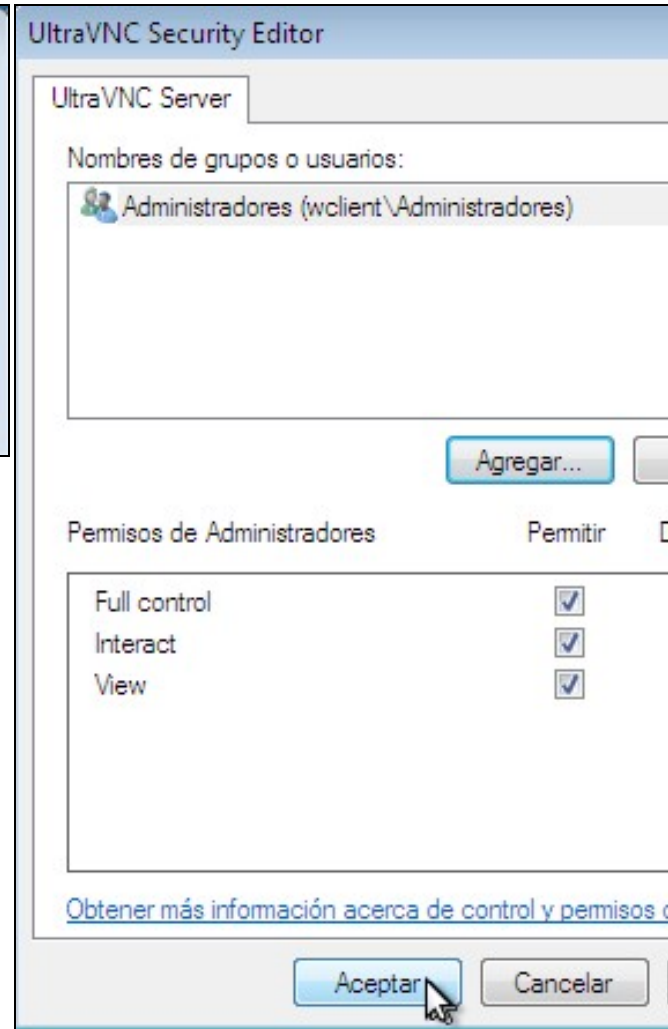 UltraVNC Security Editor
UltraVNC Server
Nombres de grupos o usuarios:
Administradores (wclient\Administradores)
Agregar...
Permisos de Administradores Permitir
Full control
Interact
View
Obtener más información acerca de control y permisos
Aceptar Cancelar